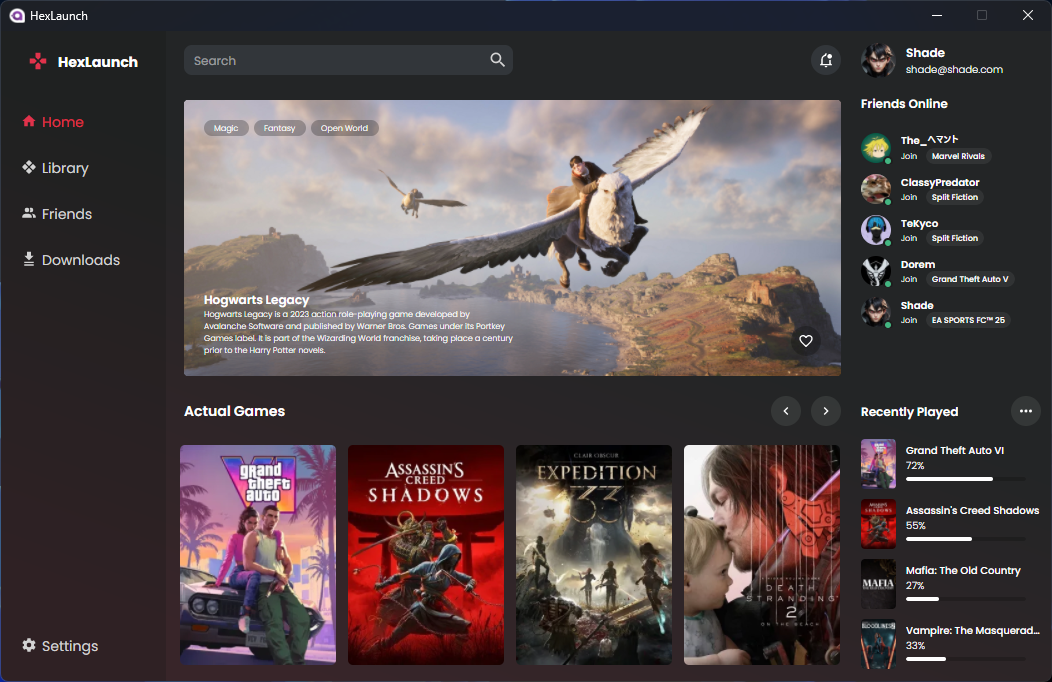 HexLaunch
HexLaunch
Home
Library
Friends
Downloads
Settings
Search
Magic
Fantasy
Open World
Hogwarts Legacy
Hogwarts Legacy is a 2023 action role-playing game developed by
Avalanche Software and published by Warner Bros. Games under its Portkey
Games label. It is part of the Wizarding World franchise, taking place a century
prior to the Harry Potter novels.
Actual Games
grand
theft
auto
VI
ASSASSIN'S
CREED
SHADOWS
CLAIR OBSCUR
EXPEDITION
33
DEATH
STRANDING
2
ON THE BEACH
Shade
shade@shade.com
Friends Online
The_ヘマント
Join Marvel Rivals
ClassyPredator
Join Split Fiction
TeKyco
Join Split Fiction
Dorem
Join Grand Theft Auto V
Shade
Join EA SPORTS FC™ 25
Recently Played
Grand Theft Auto VI
72%
Assassin's Creed Shadows
55%
MAFIA
Mafia: The Old Country
27%
BLOODLINES
Vampire: The Masquerad...
33%